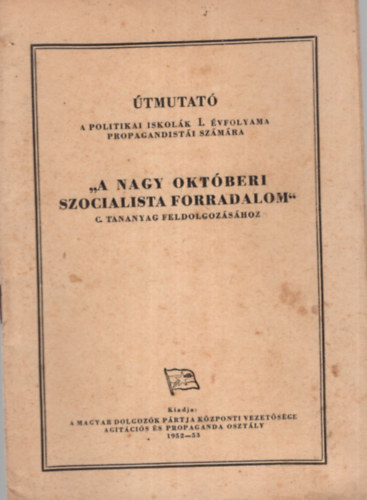 ÚTMUTATÓ
A POLITIKAI ISKOLÁK I. ÉVFOLYAMA
PROPAGANDISTÁI SZÁMÁRA
„A NAGY OKTÓBERI
SZOCIALISTA FORRADALOM“
C. TANANYAG FELDOLGOZÁSÁHOZ
Kiadja:
A MAGYAR DOLGOZÓK PÁRTJA KÖZPONTI VEZETŐSÉGE
AGITÁCIÓS ÉS PROPAGANDA OSZTÁLY
1952—53